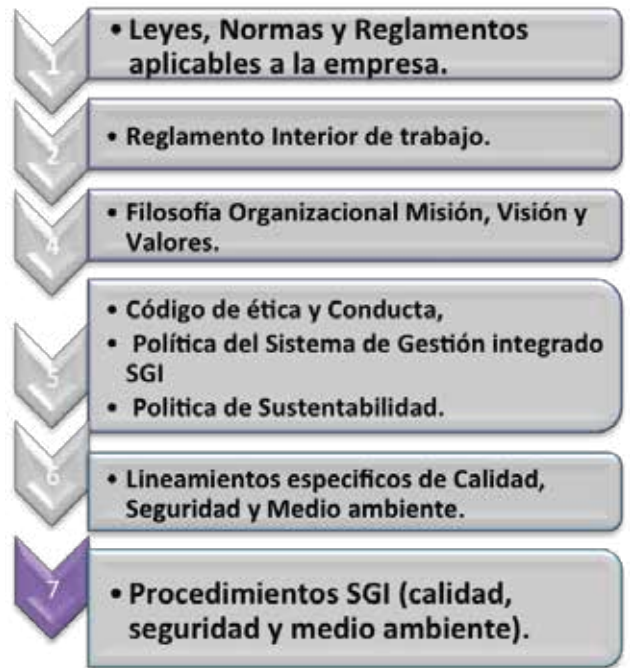 1
• Leyes, Normas y Reglamentos
aplicables a la empresa.
2
• Reglamento Interior de trabajo.
4
• Filosofía Organizacional Misión, Visión y
Valores.
5
• Código de ética y Conducta,
• Política del Sistema de Gestión integrado
SGI
• Politica de Sustentabilidad.
6
• Lineamientos especificos de Calidad,
Seguridad y Medio ambiente.
7
• Procedimientos SGI (calidad,
seguridad y medio ambiente).